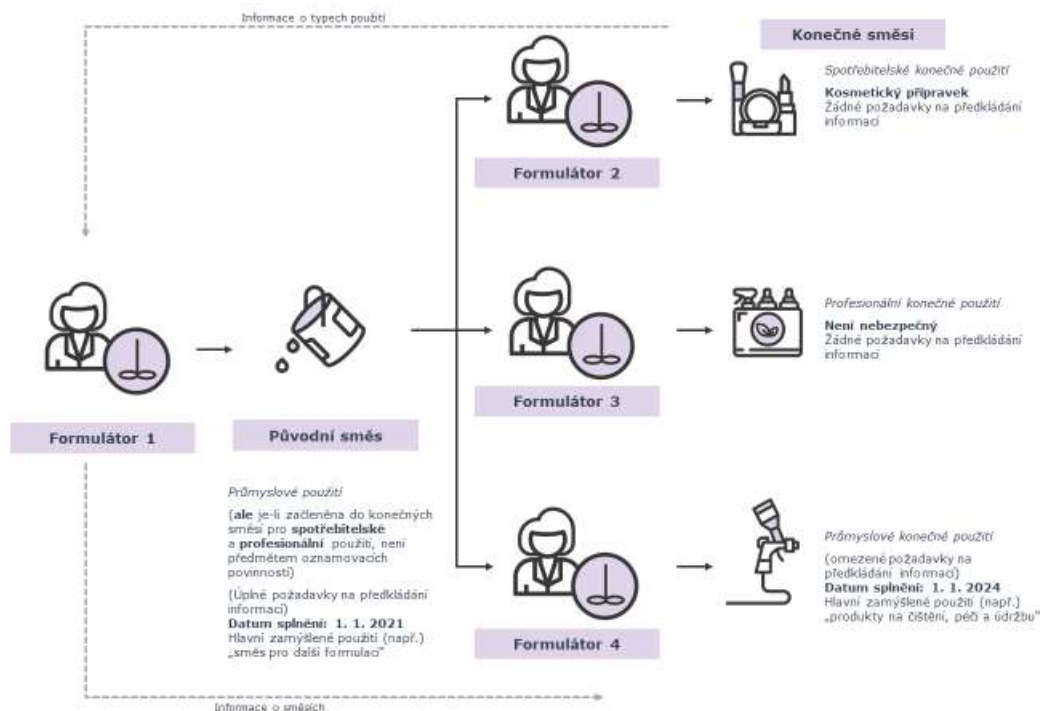 Informace o typech použití
Konečné směsi
Spotřebitelské konečné použití
Kosmetický přípravek
Žádné požadavky na předkládání
informací
Formulátor 2
Profesionální konečné použití
Není nebezpečný
Žádné požadavky na předkládání
informací
Formulátor 3
Formulátor 1
Původní směs
Průmyslové použití
(ale je-li začleněna do konečných
směsí pro spotřebitelské
a profesionální použití, není
předmětem oznamovacích
povinností)
(Úplné požadavky na předkládání
informací)
Datum splnění: 1. 1. 2021
Hlavní zamýšlené použití (např.)
„směs pro další formulaci“
Průmyslové konečné použití
(omezené požadavky na
předkládání informací)
Datum splnění: 1. 1. 2024
Hlavní zamýšlené použití (např.)
„produkty na čištění, péči a údržbu“
Formulátor 4
Informace o směsích